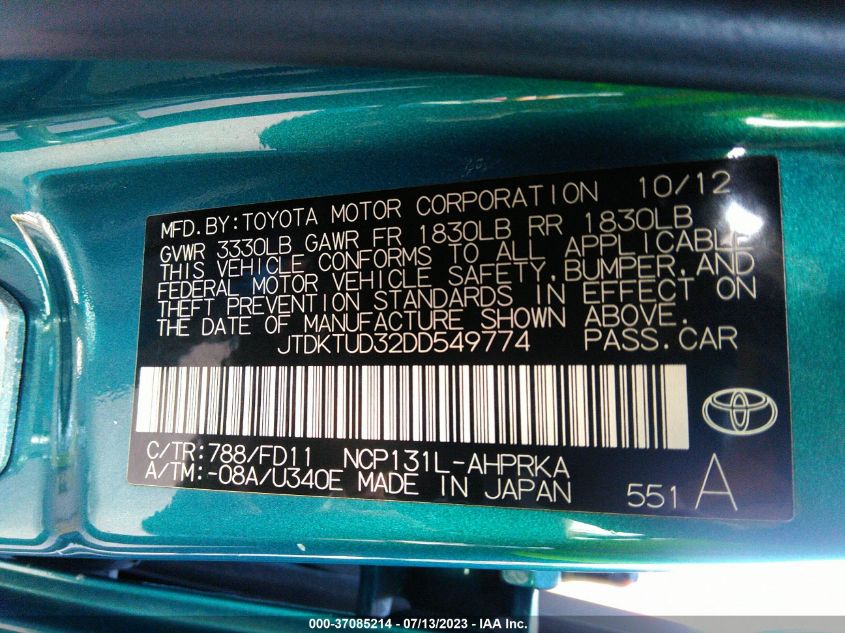 MFD.BY:TOYOTA MOTOR CORPORATION 10/12
GVWR 3330LB GAWR FR 1830LB RR 1830LB
THIS VEHICLE CONFORMS TO ALL APPLICABLE
FEDERAL MOTOR VEHICLE SAFETY,BUMPER,AND
THEFT PREVENTION STANDARDS IN EFFECT ON
THE DATE OF MANUFACTURE SHOWN ABOVE.
JTDKTUD32DD549774 PASS.CAR
C/TR:788/FD11 NCP131L-AHPRKA
A/TM:-08A/U340E MADE IN JAPAN 551 A
000-37085214 - 07/13/2023 - IAA Inc.